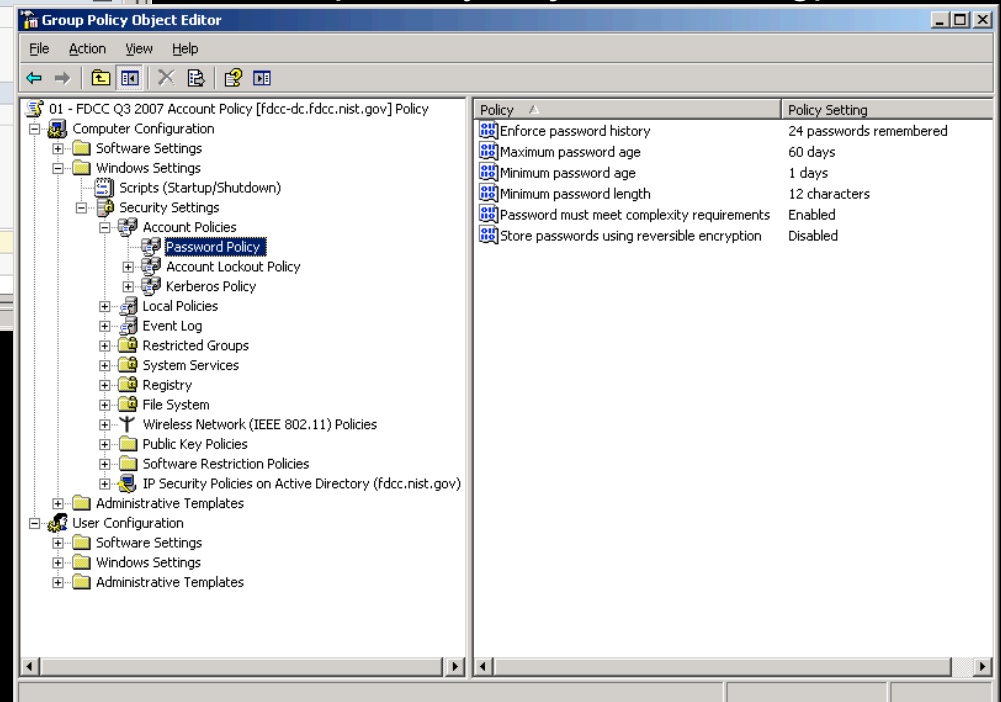 Group Policy Object Editor
File Action View Help
01 - FDCC Q3 2007 Account Policy [fdcc-dc.fdcc.nist.gov] Policy
Computer Configuration
Software Settings
Windows Settings
Scripts (Startup/Shutdown)
Security Settings
Account Policies
Password Policy
Account Lockout Policy
Kerberos Policy
Local Policies
Event Log
Restricted Groups
System Services
Registry
File System
Wireless Network (IEEE 802.11) Policies
Public Key Policies
Software Restriction Policies
IP Security Policies on Active Directory (fdcc.nist.gov)
Administrative Templates
User Configuration
Software Settings
Windows Settings
Administrative Templates
Policy Policy Setting
Enforce password history 24 passwords remembered
Maximum password age 60 days
Minimum password age 1 days
Minimum password length 12 characters
Password must meet complexity requirements Enabled
Store passwords using reversible encryption Disabled